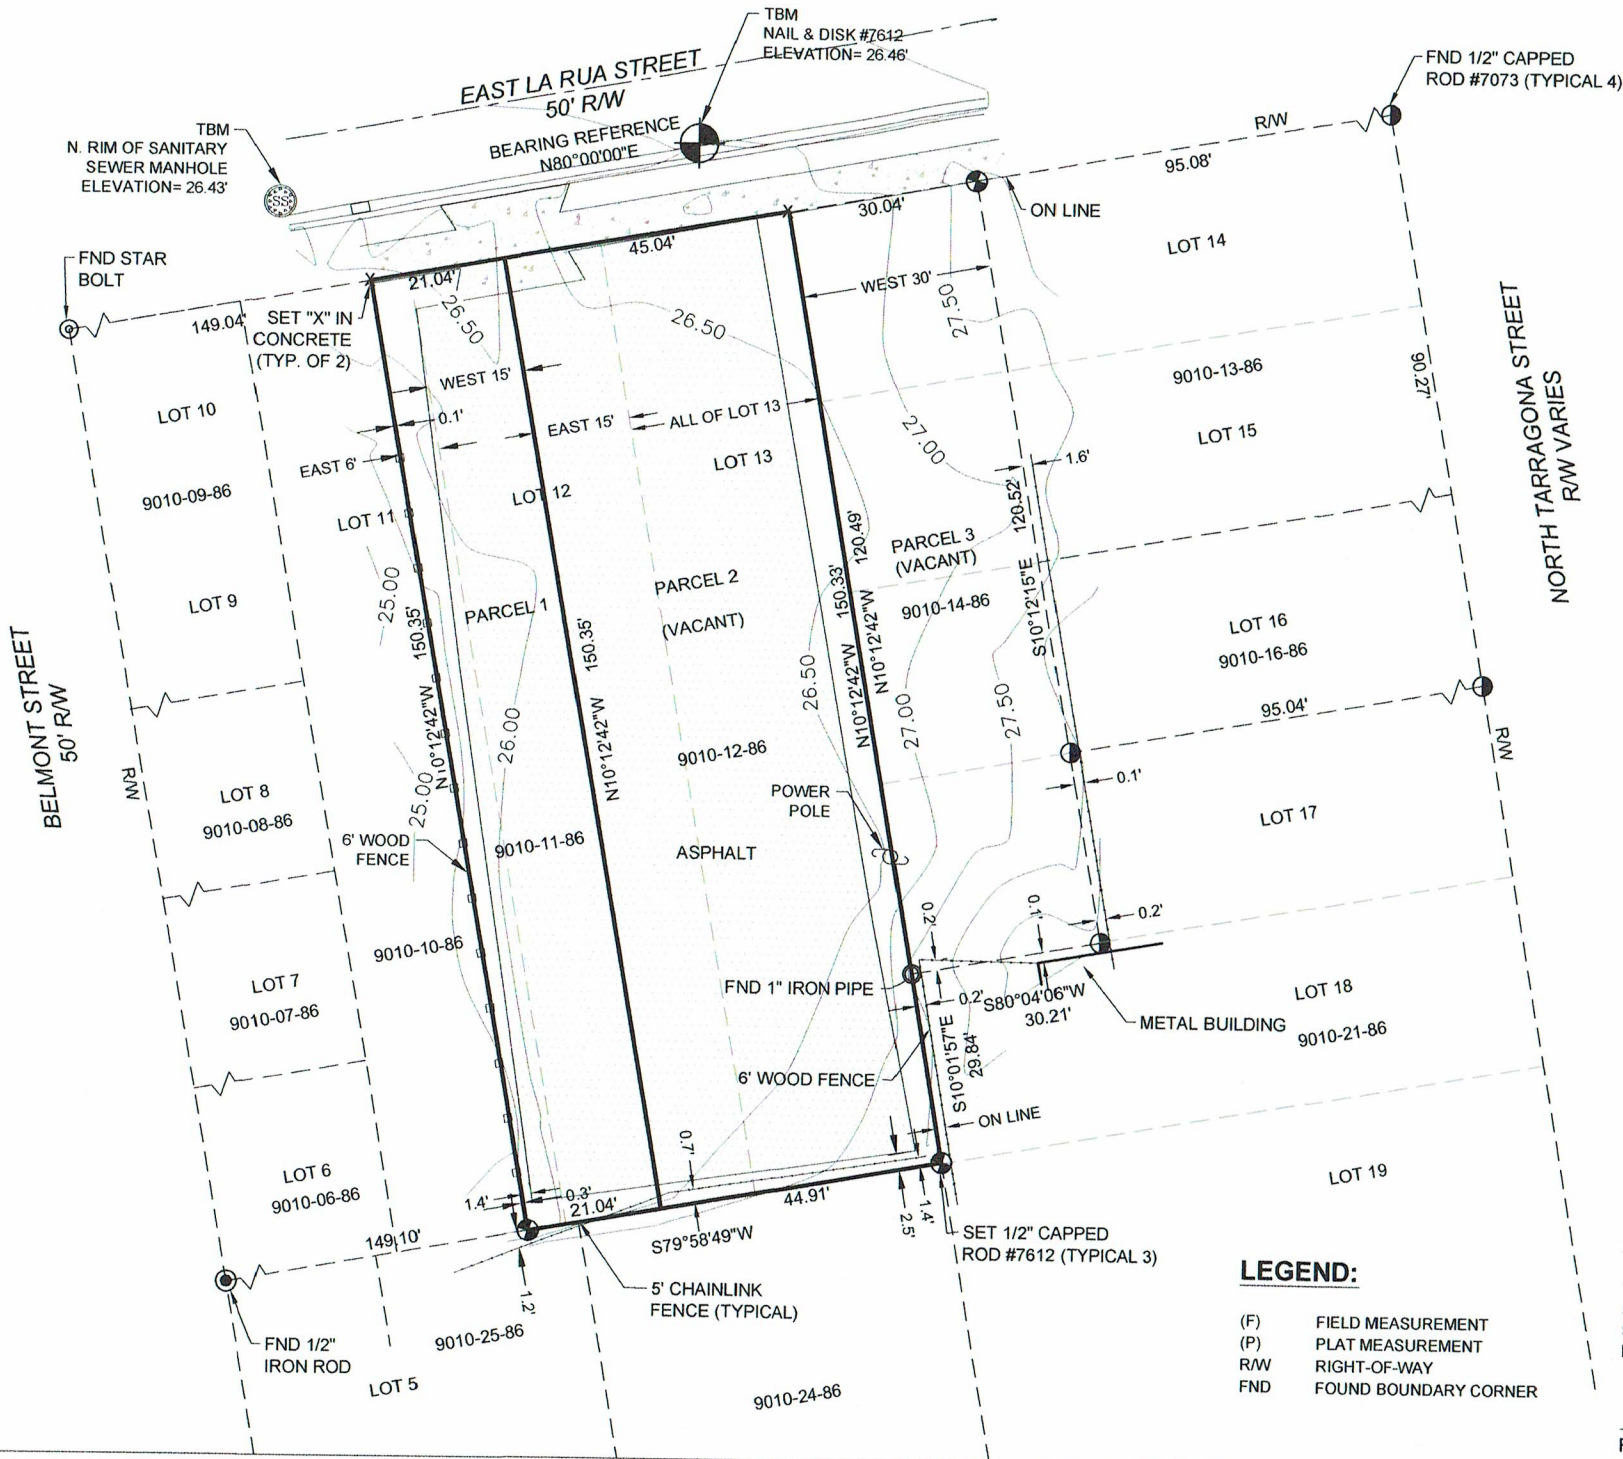 TBM
NAIL & DISK #7612
ELEVATION= 26.46'
EAST LA RUA STREET
50' R/W
BEARING REFERENCE
N80°00'00"E
TBM
N. RIM OF SANITARY
SEWER MANHOLE
ELEVATION= 26.43'
SS
FND 1/2" CAPPED
ROD #7073 (TYPICAL 4)
R/W
95.08'
30.04'
ON LINE
45.04'
21.04'
FND STAR
BOLT
149.04'
SET "X" IN
CONCRETE
(TYP. OF 2)
LOT 14
WEST 30'
27.50
26.50
26.50
WEST 15'
0.1'
EAST 15'
ALL OF LOT 13
EAST 6'
LOT 10
9010-09-86
LOT 11
LOT 12
LOT 13
27.00
9010-13-86
LOT 15
90.27'
NORTH TARRAGONA STREET
R/W VARIES
1.6'
120.52'
S10°12'15"E
PARCEL 3
(VACANT)
9010-14-86
120.49'
N10°12'42"W
150.33'
N10°12'42"W
PARCEL 2
(VACANT)
PARCEL 1
25.00
LOT 9
150.35'
N10°12'42"W
150.35'
N10°12'42"W
26.50
27.00
27.50
26.00
25.00
LOT 16
9010-16-86
95.04'
R/W
BELMONT STREET
50' R/W
R/W
LOT 8
9010-08-86
6' WOOD
FENCE
9010-11-86
9010-12-86
ASPHALT
POWER
POLE
0.1'
LOT 17
9010-10-86
0.2'
0.1'
0.2'
FND 1" IRON PIPE
0.2'
S80°04'06"W
30.21'
METAL BUILDING
LOT 18
9010-21-86
LOT 7
9010-07-86
6' WOOD FENCE
S10°01'57"E
29.84'
ON LINE
LOT 6
9010-06-86
1.4'
0.3'
21.04'
0.7'
44.91'
S79°58'49"W
2.5'
1.4'
LOT 19
149.10'
SET 1/2" CAPPED
ROD #7612 (TYPICAL 3)
1.2'
5' CHAINLINK
FENCE (TYPICAL)
FND 1/2"
IRON ROD
9010-25-86
LOT 5
9010-24-86
LEGEND:
(F) FIELD MEASUREMENT
(P) PLAT MEASUREMENT
R/W RIGHT-OF-WAY
FND FOUND BOUNDARY CORNER